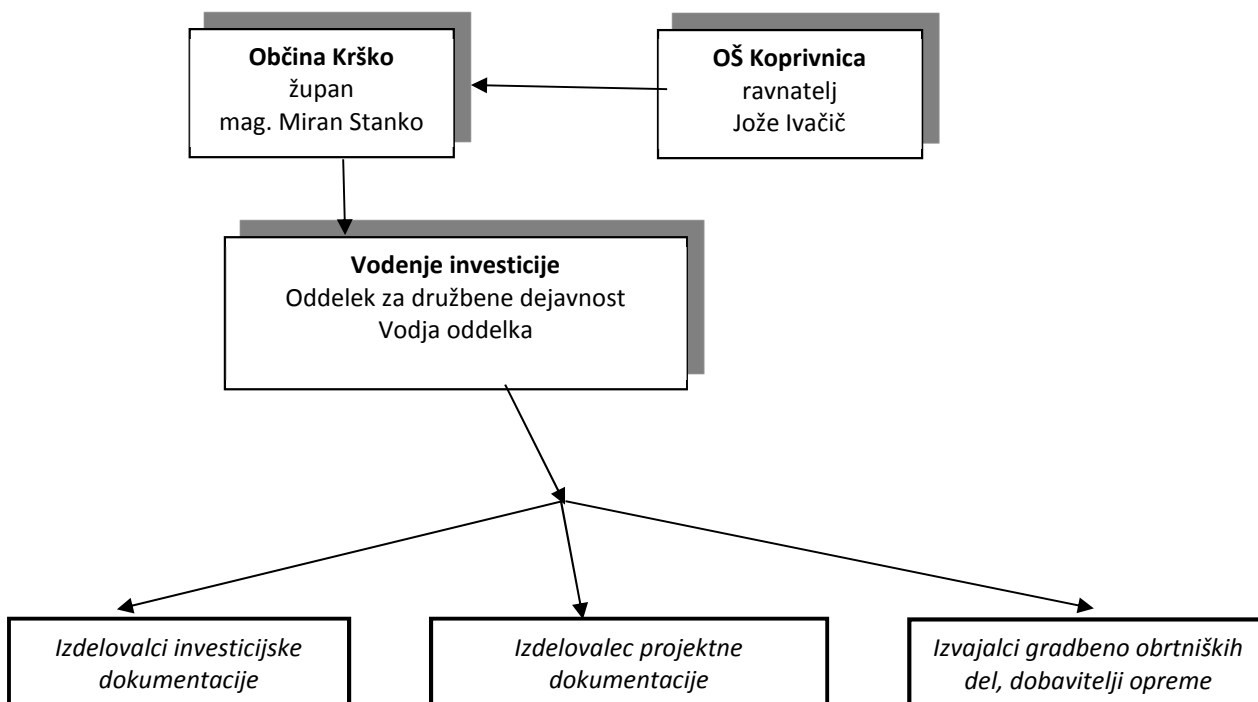 Občina Krško
župan
mag. Miran Stanko
OŠ Koprivnica
ravnatelj
Jože Ivačič
Vodenje investicije
Oddelek za družbene dejavnost
Vodja oddelka
Izdelovalci investicijske
dokumentacije
Izdelovalec projektne
dokumentacije
Izvajalci gradbeno obrtniških
del, dobavitelji opreme